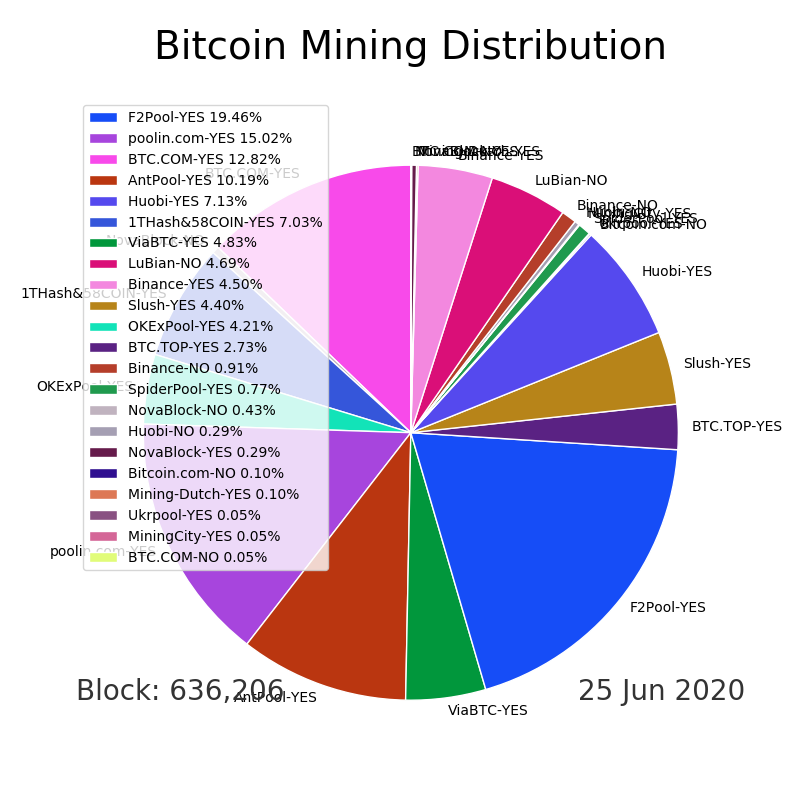 Bitcoin Mining Distribution
F2Pool-YES 19.46%
poolin.com-YES 15.02%
BTC.COM-YES 12.82%
AntPool-YES 10.19%
Huobi-YES 7.13%
1THash&58COIN-YES 7.03%
ViaBTC-YES 4.83%
LuBian-NO 4.69%
Binance-YES 4.50%
Slush-YES 4.40%
OKExPool-YES 4.21%
BTC.TOP-YES 2.73%
Binance-NO 0.91%
SpiderPool-YES 0.77%
NovaBlock-NO 0.43%
Huobi-NO 0.29%
NovaBlock-YES 0.29%
Bitcoin.com-NO 0.10%
Mining-Dutch-YES 0.10%
Ukrpool-YES 0.05%
MiningCity-YES 0.05%
BTC.COM-NO 0.05%
BTC.COM-YES
1THash&58COIN-YES
OKExPool-YES
poolin.com-YES
AntPool-YES
ViaBTC-YES
F2Pool-YES
BTC.TOP-YES
Slush-YES
Huobi-YES
Binance-NO
LuBian-NO
Binance-YES
Block: 636,206
25 Jun 2020